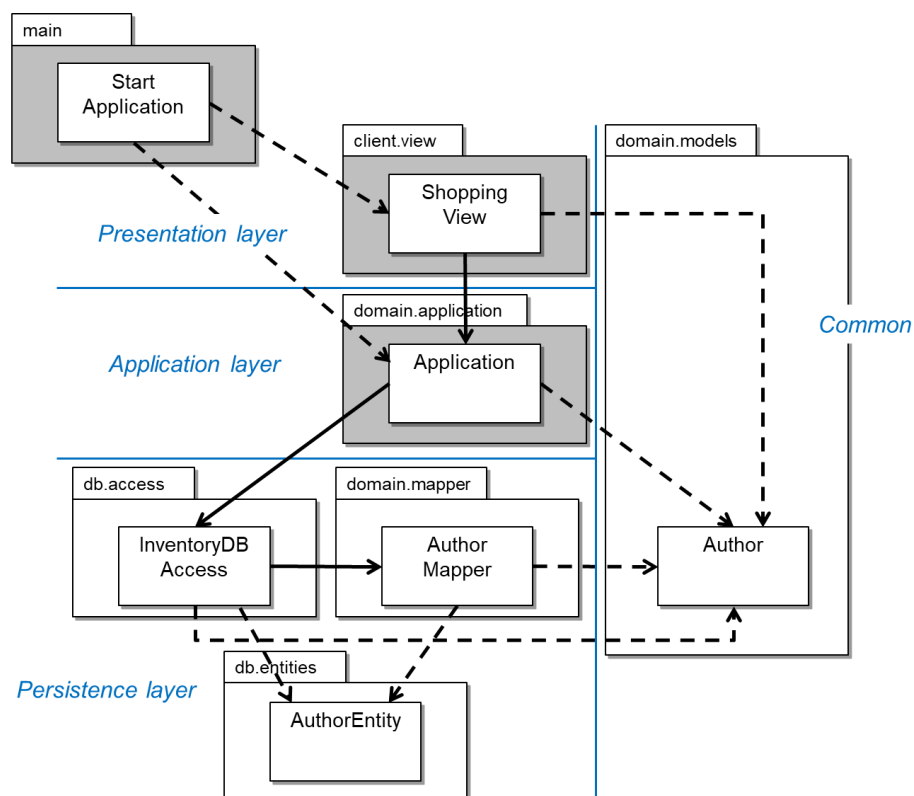 main
Start
Application
client.view
domain.models
Shopping
View
Presentation layer
domain.application
Common
Application layer
Application
db.access
domain.mapper
InventoryDB
Access
Author
Mapper
Author
db.entities
Persistence layer
AuthorEntity